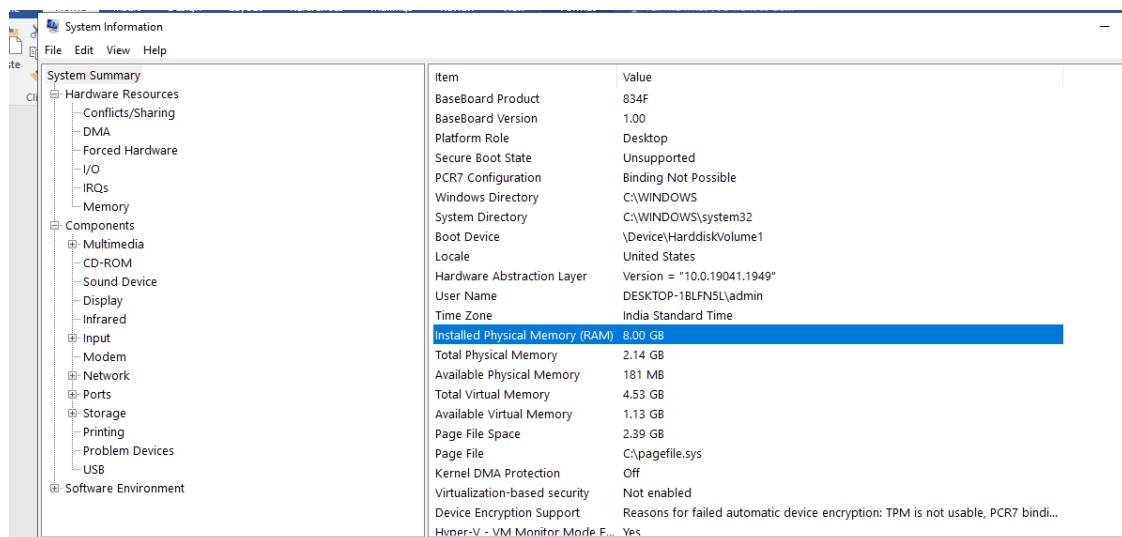 System Information
File Edit View Help
ste
Cli
System Summary
Hardware Resources
Conflicts/Sharing
DMA
Forced Hardware
I/O
IRQs
Memory
Components
Multimedia
CD-ROM
Sound Device
Display
Infrared
Input
Modem
Network
Ports
Storage
Printing
Problem Devices
USB
Software Environment
Item Value
BaseBoard Product 834F
BaseBoard Version 1.00
Platform Role Desktop
Secure Boot State Unsupported
PCR7 Configuration Binding Not Possible
Windows Directory C:\WINDOWS
System Directory C:\WINDOWS\system32
Boot Device \Device\HarddiskVolume1
Locale United States
Hardware Abstraction Layer Version = "10.0.19041.1949"
User Name DESKTOP-1BLFN5L\admin
Time Zone India Standard Time
Installed Physical Memory (RAM) 8.00 GB
Total Physical Memory 2.14 GB
Available Physical Memory 181 MB
Total Virtual Memory 4.53 GB
Available Virtual Memory 1.13 GB
Page File Space 2.39 GB
Page File C:\pagefile.sys
Kernel DMA Protection Off
Virtualization-based security Not enabled
Device Encryption Support Reasons for failed automatic device encryption: TPM is not usable, PCR7 bindi...
Hyper-V - VM Monitor Mode E... Yes